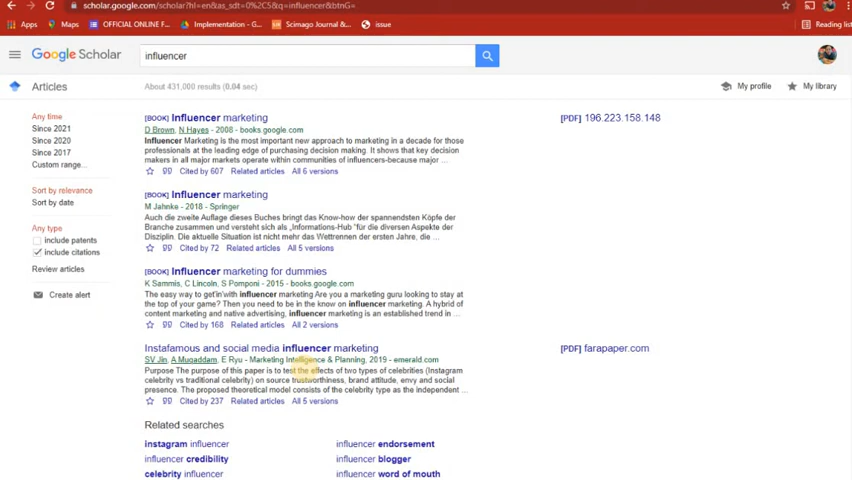 scholar.google.com/scholar?hl=en&as_sdt=0%2C5&q=influencer&btnG=
Apps Maps OFFICIAL ONLINE F... Implementation - G... Scimago Journal &... issue Reading list
Google Scholar influencer
Articles About 431,000 results (0.04 sec) My profile My library
Any time
Since 2021
Since 2020
Since 2017
Custom range...
Sort by relevance
Sort by date
Any type
include patents
include citations
Review articles
Create alert
[BOOK] Influencer marketing
D Brown, N Hayes - 2008 - books.google.com
Influencer Marketing is the most important new approach to marketing in a decade for those
professionals at the leading edge of purchasing decision making. It shows that key decision
makers in all major markets operate within communities of influencers-because major ...
Cited by 607 Related articles All 6 versions
[PDF] 196.223.158.148
[BOOK] Influencer marketing
M Jahnke - 2018 - Springer
Auch die zweite Auflage dieses Buches bringt das Know-how der spannendsten Köpfe der
Branche zusammen und versteht sich als „Informations-Hub "für die diversen Aspekte der
Disziplin. Disruptiv ist nicht mehr das Wettrennen der ersten Jahre, die ...
Cited by 72 Related articles All 5 versions
[BOOK] Influencer marketing for dummies
K Sammis, C Lincoln, S Pomponi - 2015 - books.google.com
The easy way to get'in'with influencer marketing Are you a marketing guru looking to stay at
the top of your game? Then you need to be in the know on influencer marketing. A hybrid of
content marketing and native advertising, influencer marketing is an established trend in ...
Cited by 168 Related articles All 2 versions
Instafamous and social media influencer marketing
SV Jin, A Muqaddam, E Ryu - Marketing Intelligence & Planning, 2019 - emerald.com
Purpose The purpose of this paper is to test the effects of two types of celebrities (Instagram
celebrity vs traditional celebrity) on source trustworthiness, brand attitude, envy and social
presence. The proposed theoretical model consists of the celebrity type as the independent ...
Cited by 237 Related articles All 5 versions
[PDF] farapaper.com
Related searches
instagram influencer influencer endorsement
influencer credibility influencer blogger
celebrity influencer influencer word of mouth